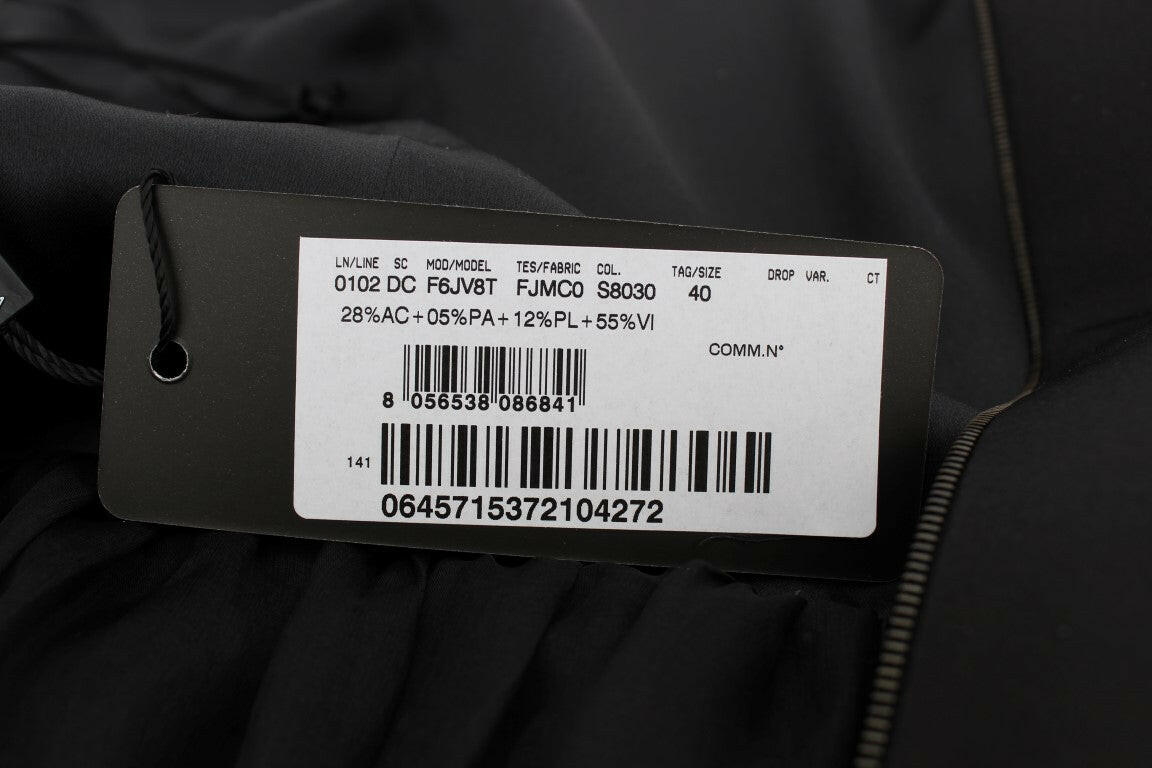 LN/LINE SC MOD/MODEL TES/FABRIC COL. TAG/SIZE DROP VAR. CT
0102 DC F6JV8T FJMC0 S8030 40
28%AC+05%PA+12%PL+55%VI
COMM.N°
8 056538 086841
141
0645715372104272